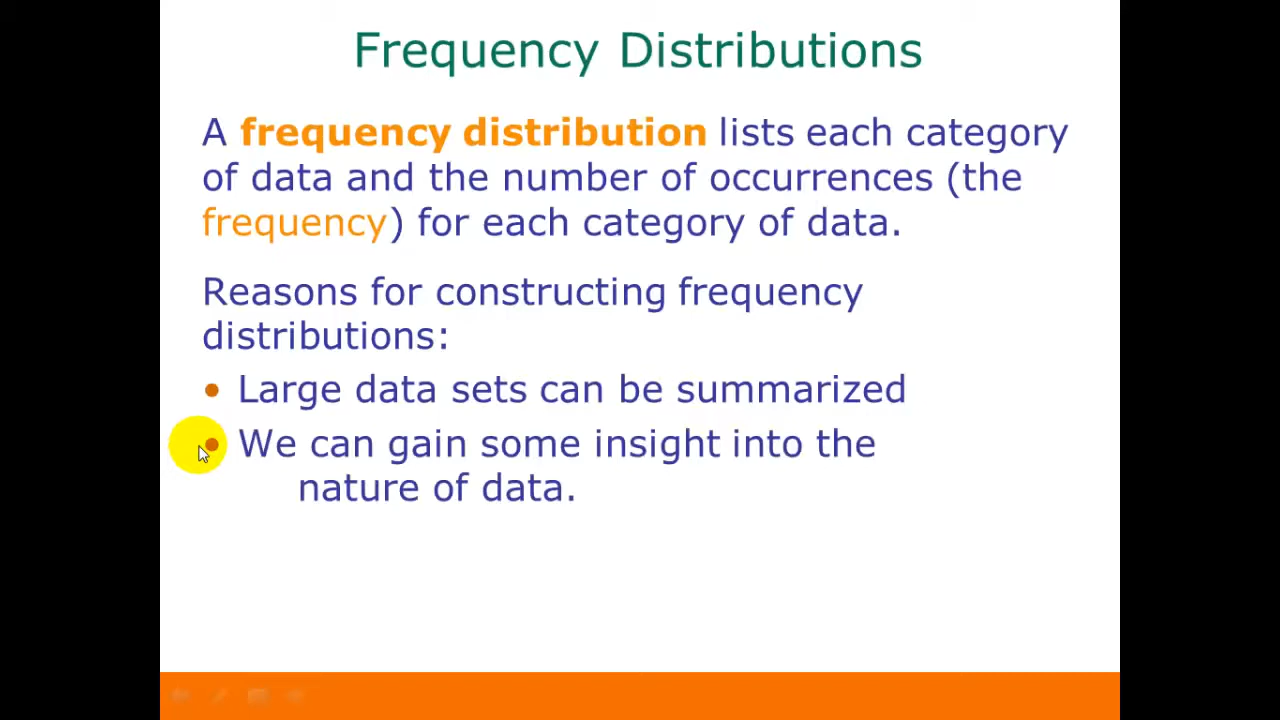 Frequency Distributions
A frequency distribution lists each category
of data and the number of occurrences (the
frequency) for each category of data.
Reasons for constructing frequency
distributions:
• Large data sets can be summarized
• We can gain some insight into the
nature of data.